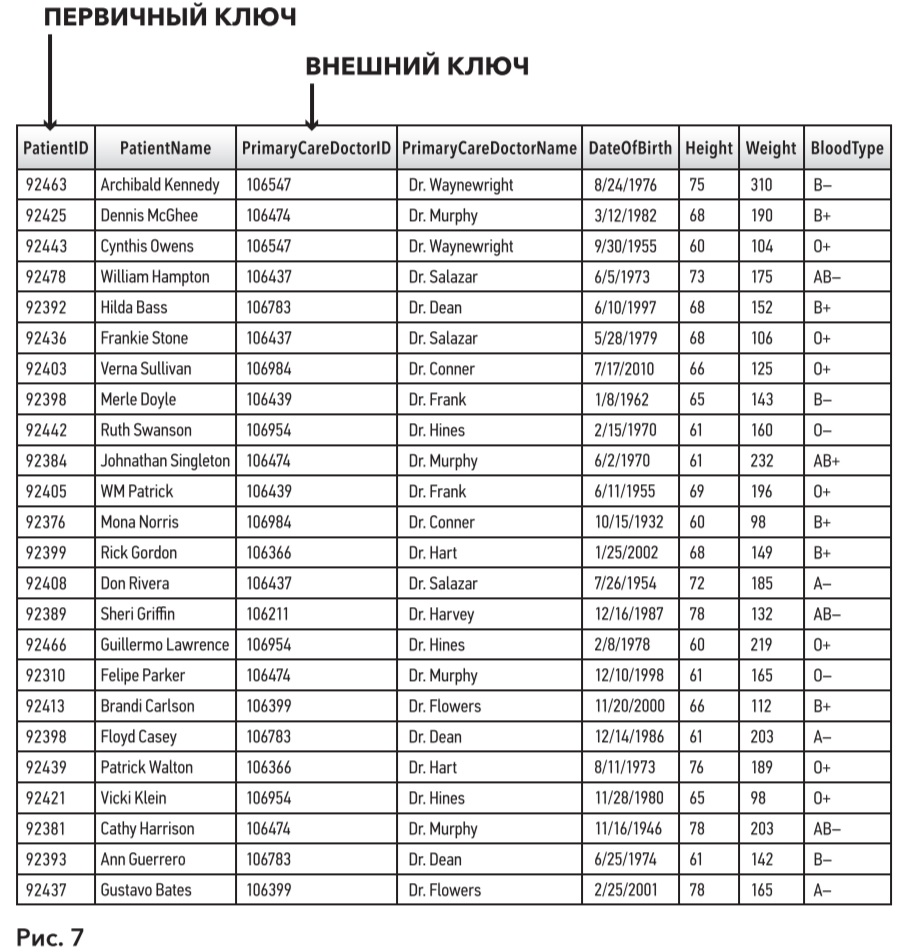 ПЕРВИЧНЫЙ КЛЮЧ
ВНЕШНИЙ КЛЮЧ
PatientID PatientName PrimaryCareDoctorID PrimaryCareDoctorName DateOfBirth Height Weight BloodType
92463 Archibald Kennedy 106547 Dr. Waynewright 8/24/1976 75 310 B–
92425 Dennis McGhee 106474 Dr. Murphy 3/12/1982 68 190 B+
92443 Cynthis Owens 106547 Dr. Waynewright 9/30/1955 60 104 O+
92478 William Hampton 106437 Dr. Salazar 6/5/1973 73 175 AB–
92392 Hilda Bass 106783 Dr. Dean 6/10/1997 68 152 B+
92436 Frankie Stone 106437 Dr. Salazar 5/28/1979 68 106 O+
92403 Verna Sullivan 106984 Dr. Conner 7/17/2010 66 125 O+
92398 Merle Doyle 106439 Dr. Frank 1/8/1962 65 143 B–
92442 Ruth Swanson 106954 Dr. Hines 2/15/1970 61 160 O–
92384 Johnathan Singleton 106474 Dr. Murphy 6/2/1970 61 232 AB+
92405 WM Patrick 106439 Dr. Frank 6/11/1955 69 196 O+
92376 Mona Norris 106984 Dr. Conner 10/15/1932 60 98 B+
92399 Rick Gordon 106366 Dr. Hart 1/25/2002 68 149 B+
92408 Don Rivera 106437 Dr. Salazar 7/26/1954 72 185 A–
92389 Sheri Griffin 106211 Dr. Harvey 12/16/1987 78 132 AB–
92466 Guillermo Lawrence 106954 Dr. Hines 2/8/1978 60 219 O+
92310 Felipe Parker 106474 Dr. Murphy 12/10/1998 61 165 O–
92413 Brandi Carlson 106399 Dr. Flowers 11/20/2000 66 112 B+
92398 Floyd Casey 106783 Dr. Dean 12/14/1986 61 203 A–
92439 Patrick Walton 106366 Dr. Hart 8/11/1973 76 189 O+
92421 Vicki Klein 106954 Dr. Hines 11/28/1980 65 98 O+
92381 Cathy Harrison 106474 Dr. Murphy 11/16/1946 78 203 AB–
92393 Ann Guerrero 106783 Dr. Dean 6/25/1974 61 142 B–
92437 Gustavo Bates 106399 Dr. Flowers 2/25/2001 78 165 A–
Рис. 7